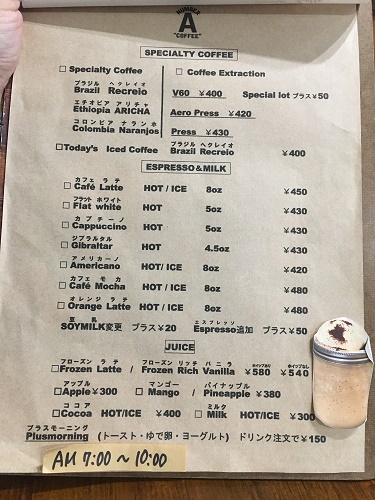 NUMBER
A
"COFFEE"
SPECIALTY COFFEE
□ Specialty Coffee
□ Coffee Extraction
ブラジル ヘクレイオ
Brazil Recreio
V60 ¥400 Special lot プラス¥50
エチオピア アリチャ
Ethiopia ARICHA
Aero Press ¥420
コロンビア ナランホ
Colombia Naranjos
Press ¥430
ブラジル ヘクレイオ
□Today's Iced Coffee Brazil Recreio ¥400
ESPRESSO&MILK
カフェ ラテ
□ Café Latte HOT / ICE 8oz ¥450
フラット ホワイト
□ Flat white HOT 5oz ¥430
カプチーノ
□ Cappuccino HOT 5oz ¥430
ジブラルタル
□ Gibraltar HOT 4.5oz ¥430
アメリカーノ
□ Americano HOT/ ICE 8oz ¥420
カフェ モカ
□ Café Mocha HOT/ ICE 8oz ¥480
オレンジ ラテ
□ Orange Latte HOT/ ICE 8oz ¥480
豆乳 エスプレッソ
SOYMILK変更 プラス¥20 Espresso追加 プラス¥50
JUICE
フローズン ラテ フローズン リッチ バニラ ホイップあり ホイップなし
□Frozen Latte / Frozen Rich Vanilla ¥580 ¥540
アップル マンゴー パイナップル
□Apple¥300 □ Mango / Pineapple ¥380
ココア ミルク
□Cocoa HOT/ICE ¥400 □ Milk HOT/ICE ¥300
プラスモーニング
Plusmorning (トースト・ゆで卵・ヨーグルト) ドリンク注文で¥150
AM 7:00～10:00